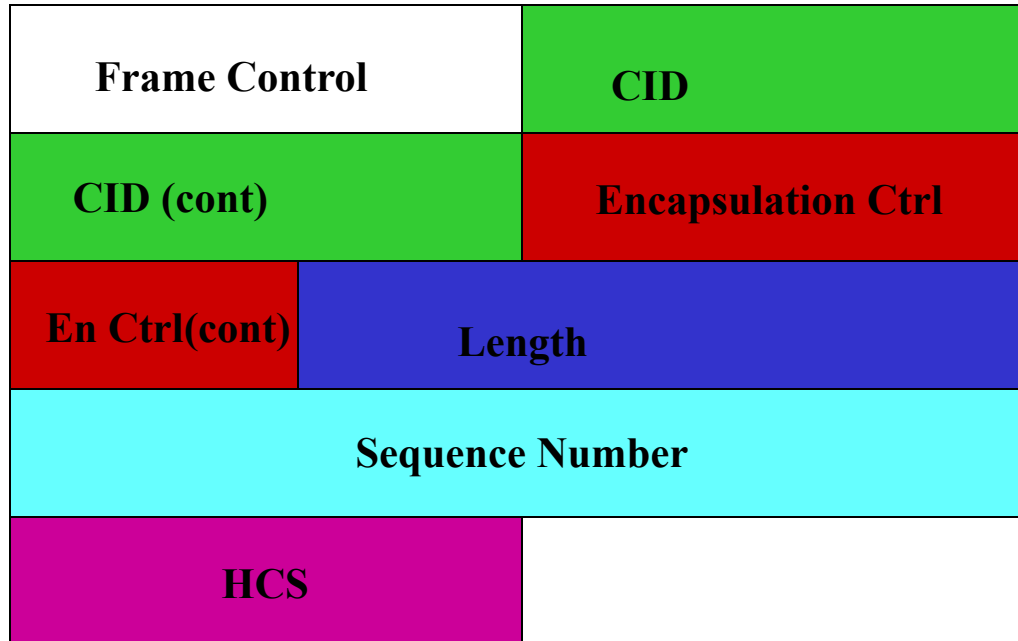 Frame Control
CID
CID (cont)
Encapsulation Ctrl
En Ctrl(cont)
Length
Sequence Number
HCS